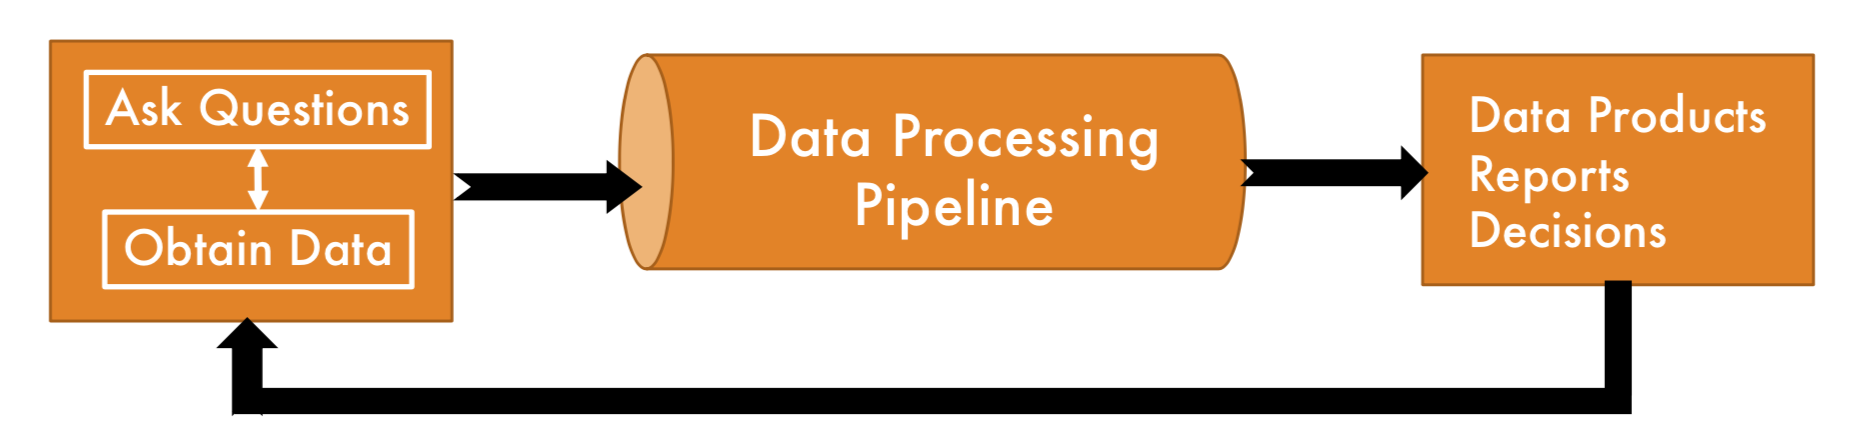 Ask Questions
Obtain Data
Data Processing
Pipeline
Data Products
Reports
Decisions